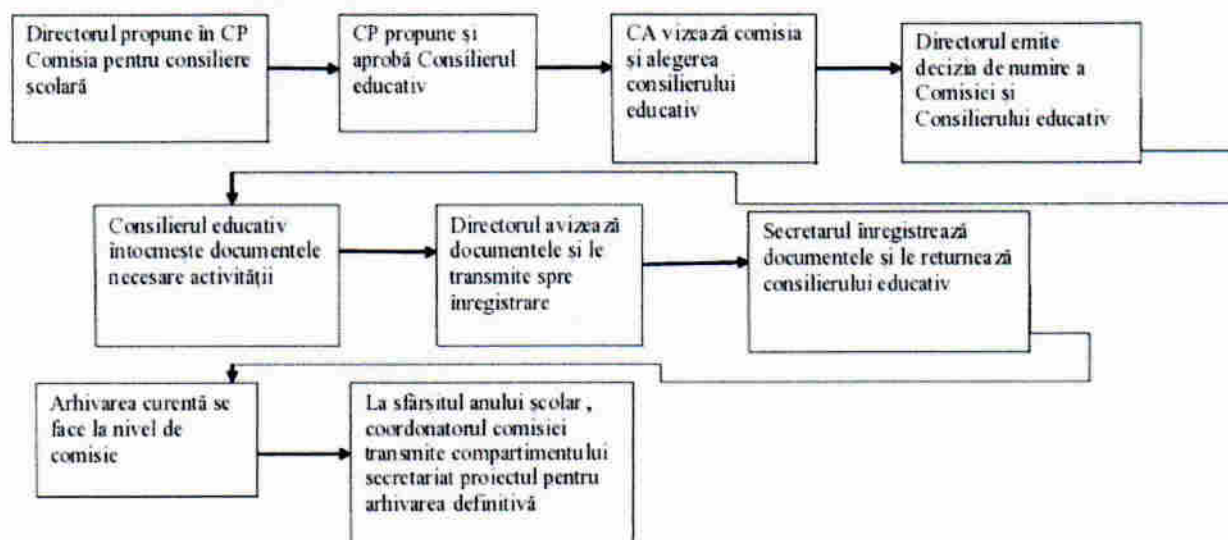 Directorul propune în CP
Comisia pentru consiliere
școlară
CP propune și
aprobă Consilierul
educativ
CA vizează comisia
și alegerea
consilierului
educativ
Directorul emite
decizia de numire a
Comisiei și
Consilierului educativ
Consilierul educativ
întocmește documentele
necesare activității
Directorul avizează
documentele si le
transmite spre
înregistrare
Secretarul înregistrează
documentele si le returnează
consilierului educativ
Arhivarea curentă se
face la nivel de
comisie
La sfârsitul anului școlar ,
coordonatorul comisiei
transmite compartimentului
secretariat proiectul pentru
arhivarea definitivă